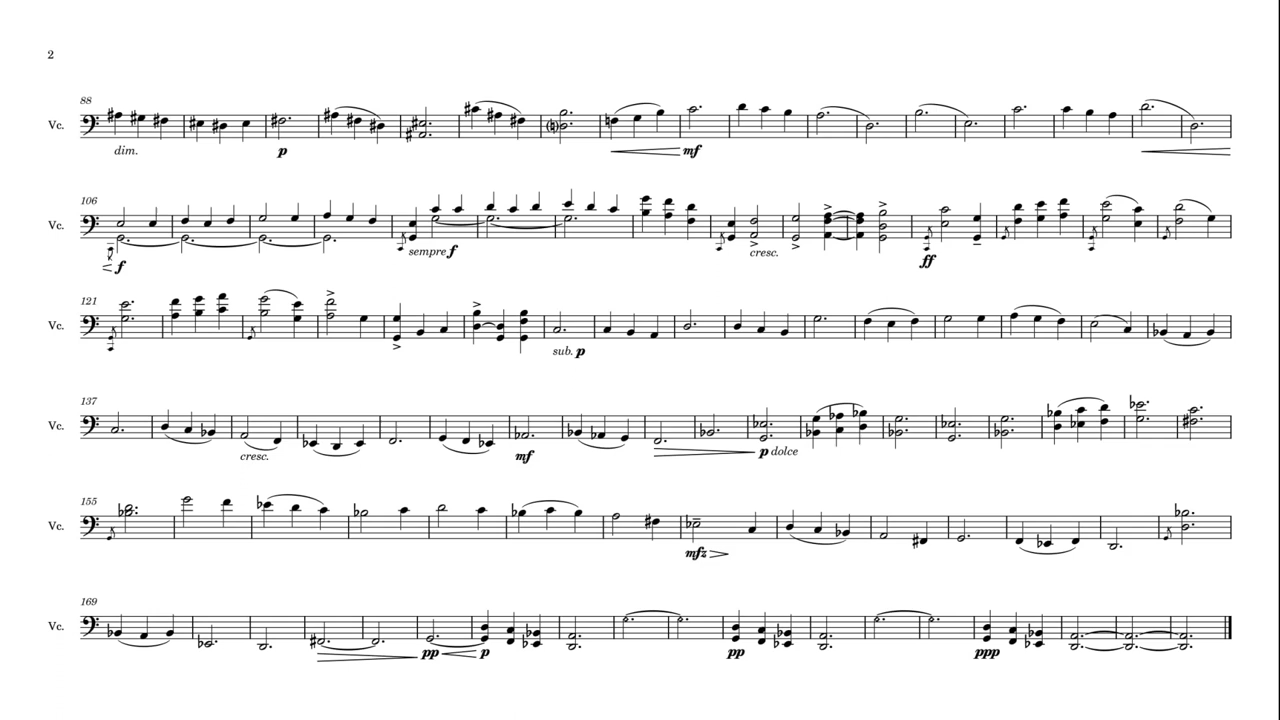 2
88
Vc.
dim. p mf
106
Vc.
f sempre f cresc. ff
121
Vc.
sub. p
137
Vc.
cresc. mf p dolce
155
Vc.
mfz
169
Vc.
pp p pp ppp